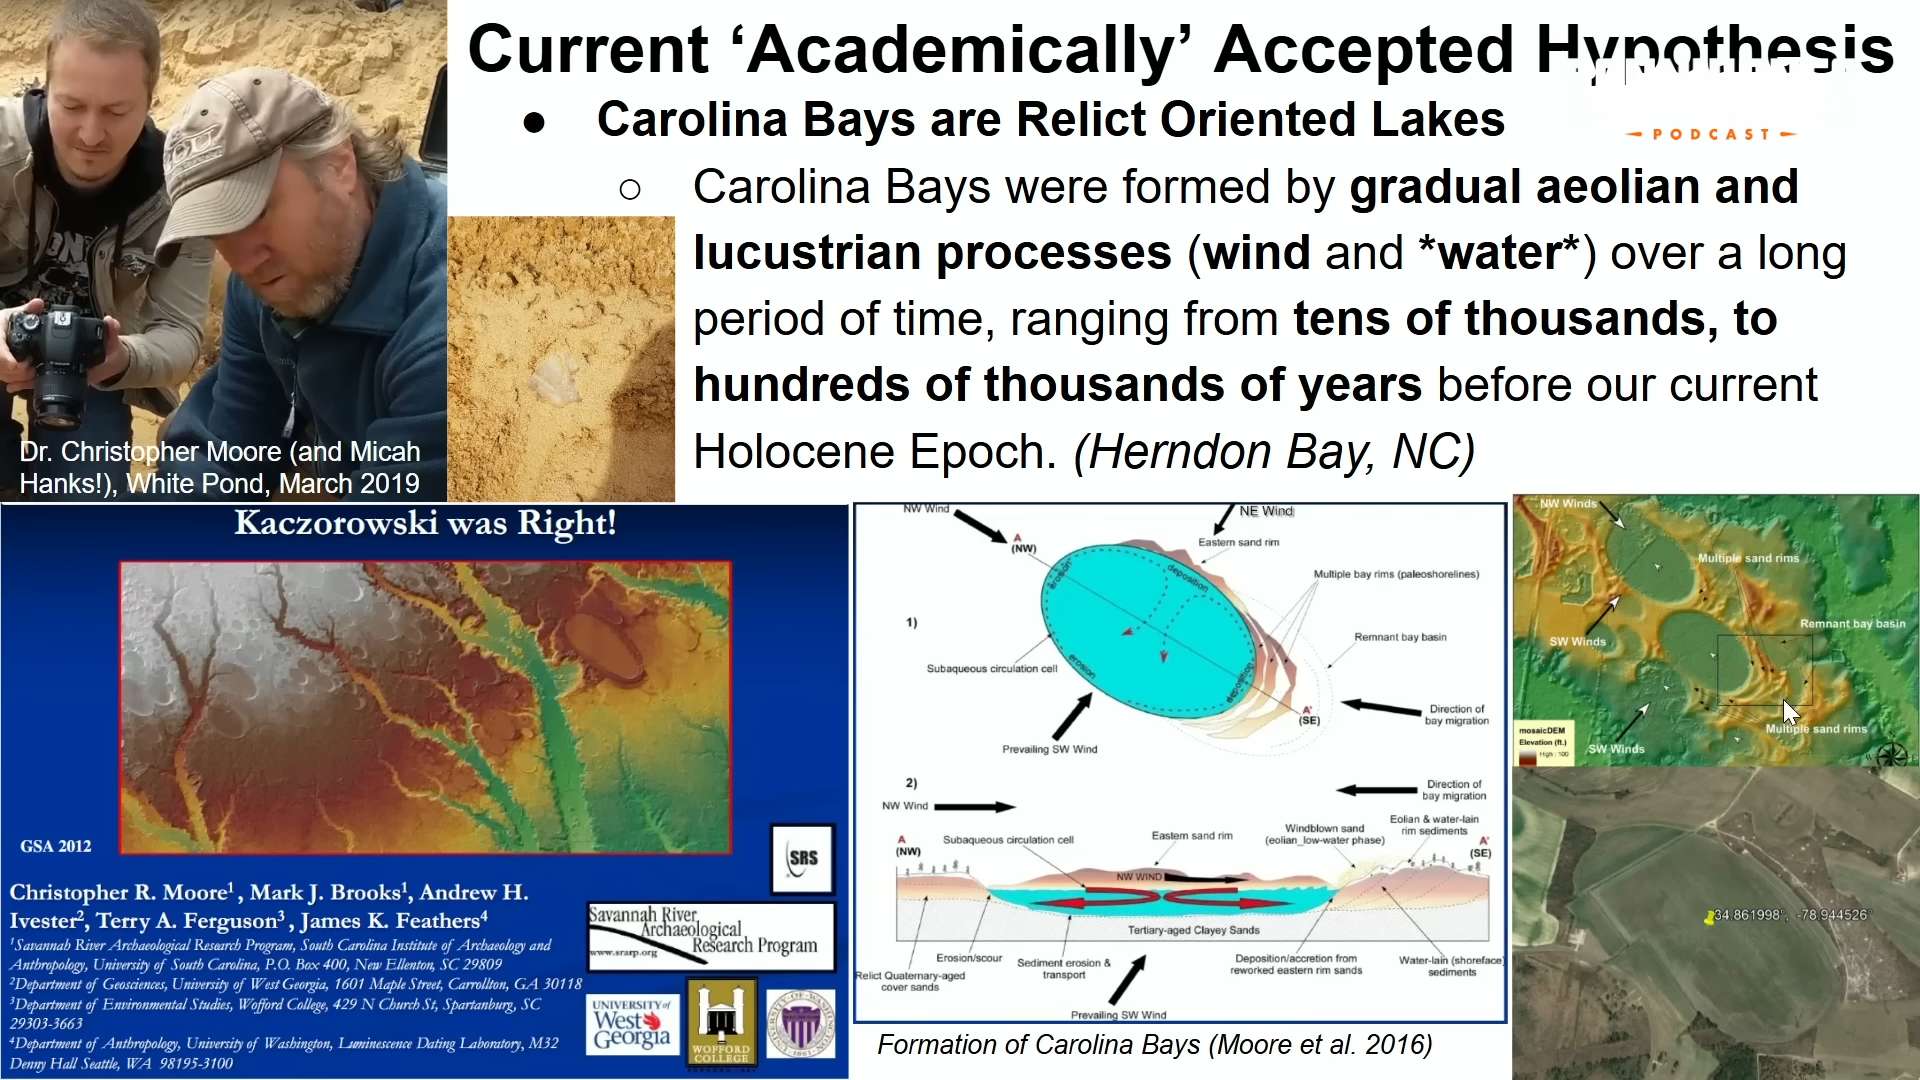 Current ‘Academically’ Accepted Hypothesis
PODCAST
● Carolina Bays are Relict Oriented Lakes
○ Carolina Bays were formed by gradual aeolian and
lucustrian processes (wind and *water*) over a long
period of time, ranging from tens of thousands, to
hundreds of thousands of years before our current
Holocene Epoch. (Herndon Bay, NC)
Dr. Christopher Moore (and Micah
Hanks!), White Pond, March 2019
Kaczorowski was Right!
GSA 2012
SRS
Christopher R. Moore1 , Mark J. Brooks1, Andrew H.
Ivester2, Terry A. Ferguson3 , James K. Feathers4
1Savannah River Archaeological Research Program, South Carolina Institute of Archaeology and
Anthropology, University of South Carolina, P.O. Box 400, New Ellenton, SC 29809
2Department of Geosciences, University of West Georgia, 1601 Maple Street, Carrollton, GA 30118
3Department of Environmental Studies, Wofford College, 429 N Church St, Spartanburg, SC
29303-3663
4Department of Anthropology, University of Washington, Luminescence Dating Laboratory, M32
Denny Hall Seattle, WA 98195-3100
Savannah River
Archaeological
Research Program
www.srarp.org
UNIVERSITY of
West
Georgia
WOFFORD
COLLEGE
NW Wind
NE Wind
A
(NW)
Eastern sand rim
erosion
deposition
Multiple bay rims (paleoshorelines)
1)
Remnant bay basin
Subaqueous circulation cell
erosion
deposition
A'
(SE)
Direction of
bay migration
Prevailing SW Wind
2)
NW Wind
Direction of
bay migration
A
(NW)
Subaqueous circulation cell
Eastern sand rim
Windblown sand
(eolian_low-water phase)
Eolian & water-lain
rim sediments
A'
(SE)
NW WIND
Tertiary-aged Clayey Sands
Relict Quaternary-aged
cover sands
Erosion/scour
Sediment erosion &
transport
Deposition/accretion from
reworked eastern rim sands
Water-lain (shoreface)
sediments
Prevailing SW Wind
Formation of Carolina Bays (Moore et al. 2016)
NW Winds
Multiple sand rims
Remnant bay basin
SW Winds
Multiple sand rims
SW Winds
mosaicDEM
Elevation (ft.)
High : 100
34.861998°, -78.944526°